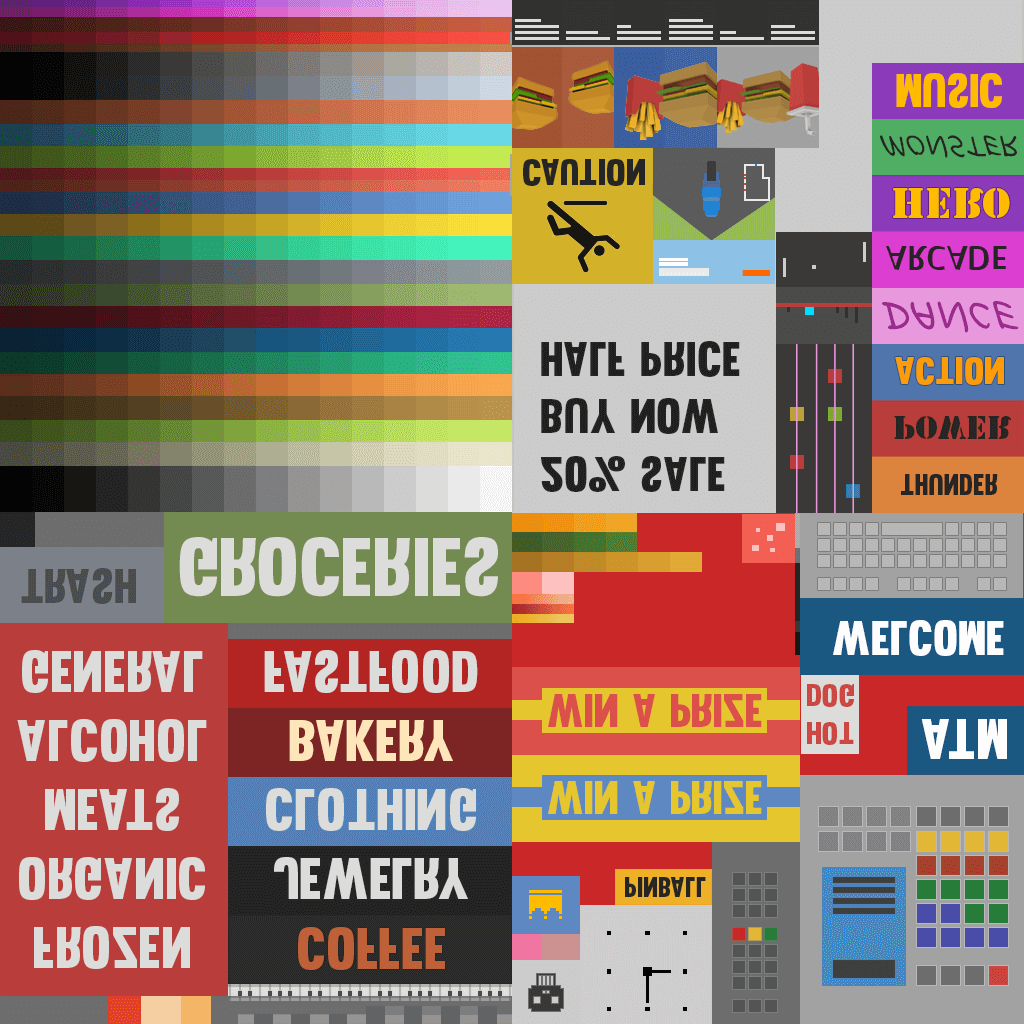 MUSIC
MONSTER
HERO
ARCADE
DANCE
ACTION
POWER
THUNDER
CAUTION
HALF PRICE
BUY NOW
20% SALE
TRASH
GROCERIES
GENERAL
ALCOHOL
MEATS
ORGANIC
FROZEN
FASTFOOD
BAKERY
CLOTHING
JEWELRY
COFFEE
WIN A PRIZE
WIN A PRIZE
PINBALL
WELCOME
DOG
HOT
ATM